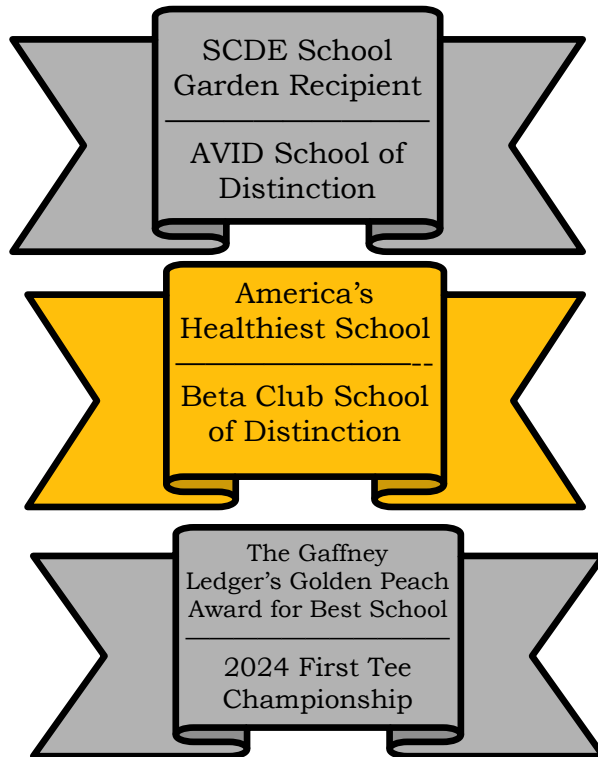 SCDE School
Garden Recipient
AVID School of
Distinction
America’s
Healthiest School
Beta Club School
of Distinction
The Gaffney
Ledger’s Golden Peach
Award for Best School
2024 First Tee
Championship